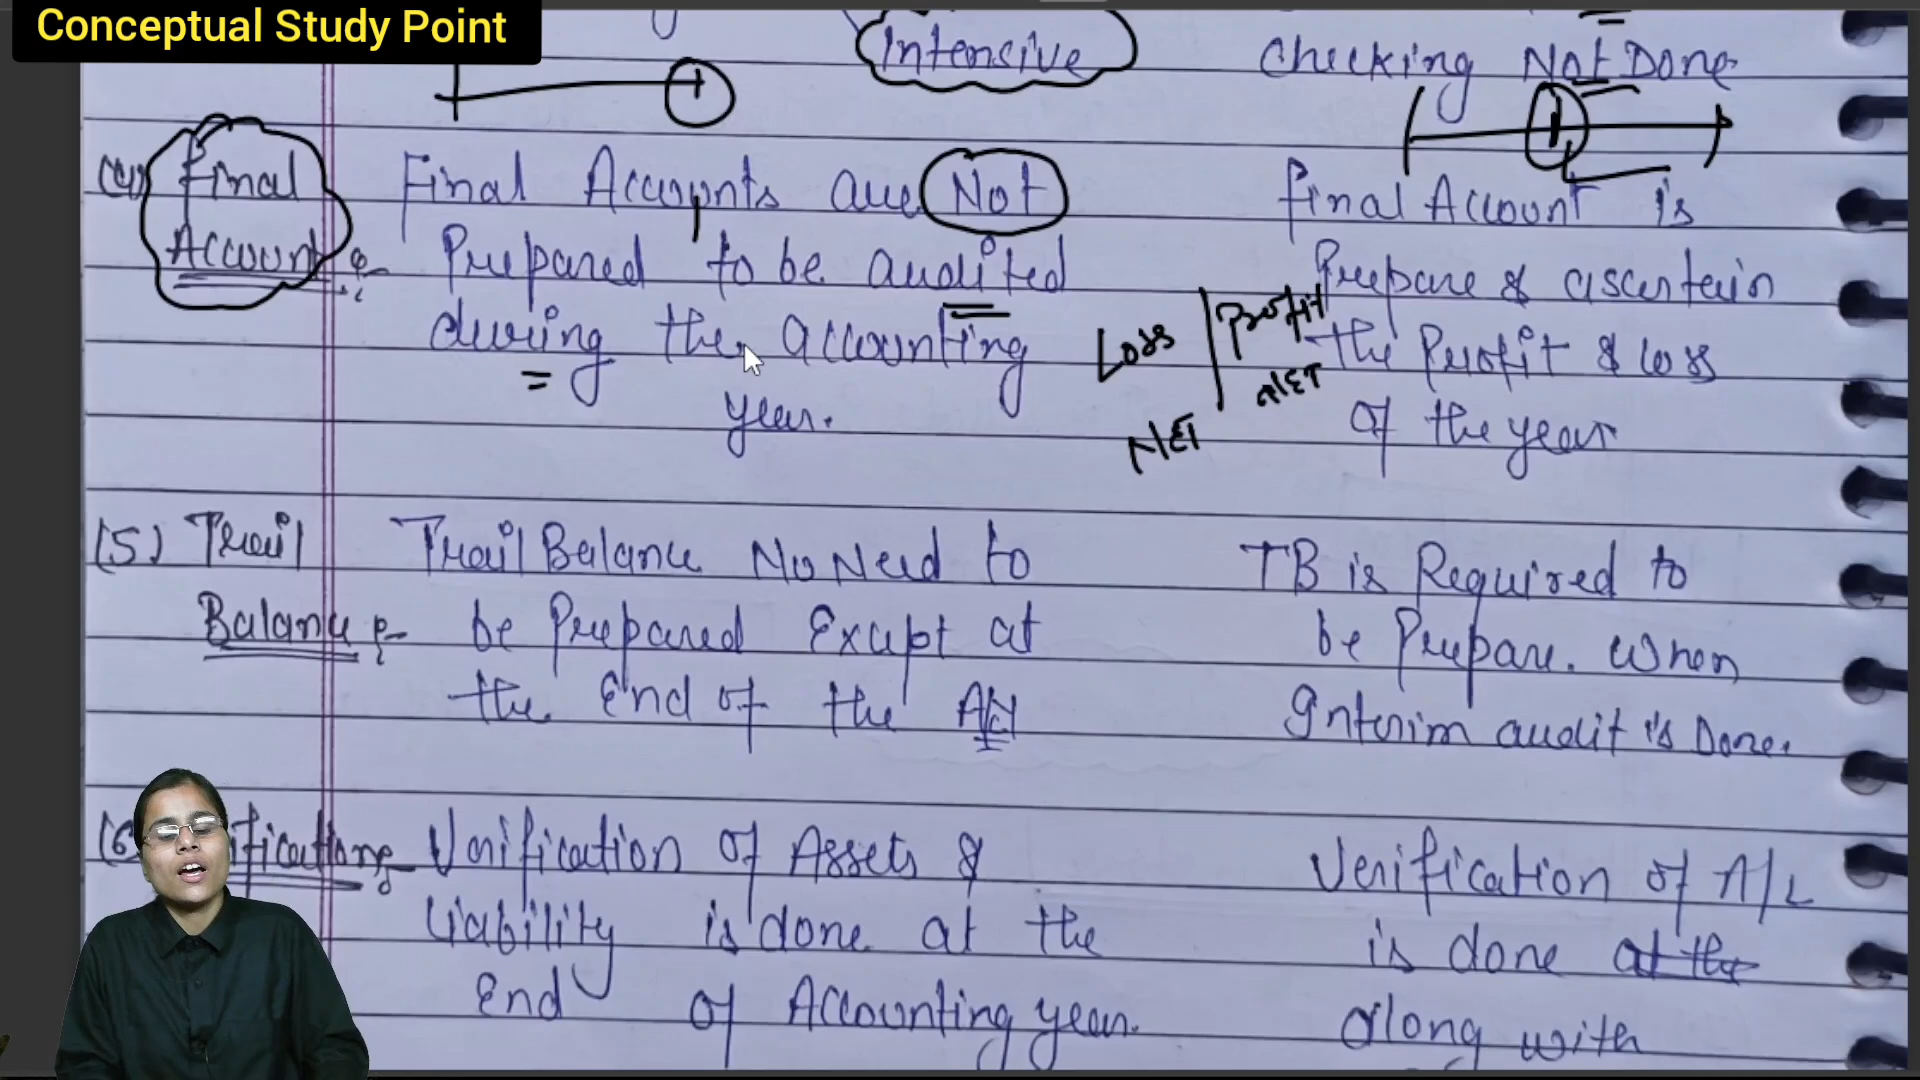 Conceptual Study Point
Intensive
Checking Not Done
(4) Final
Account :-
Final Accounts are Not
Prepared to be audited
during the accounting
year.
Loss | Profit
NET NET
final Account is
Prepare & ascertain
the Profit & loss
of the year
(5) Trail
Balance :-
Trail Balance No Need to
be Prepared Except at
the End of the
TB is Required to
be Prepare. When
Interim audit is Done.
(6
ification :-
Verification of Assets &
liability is done at the
End of Accounting year.
Verification of A/L
is done at the
along with